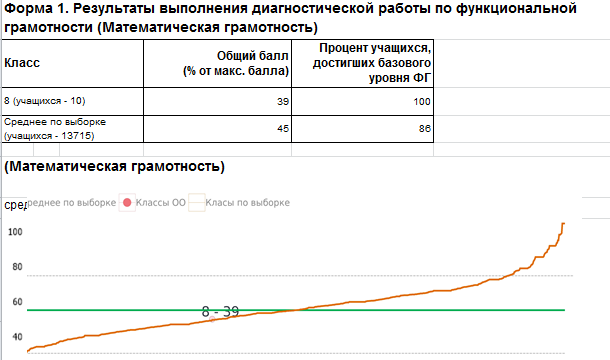 Форма 1. Результаты выполнения диагностической работы по функциональной
грамотности (Математическая грамотность)
Класс
Общий балл
(% от макс. балла)
Процент учащихся,
достигших базового
уровня ФГ
8 (учащихся - 10)
39
100
Среднее по выборке
(учащихся - 13715)
45
86
(Математическая грамотность)
сред
реднее по выборке
Классы ОО
Класы по выборке
100
80
60
8 - 39
40